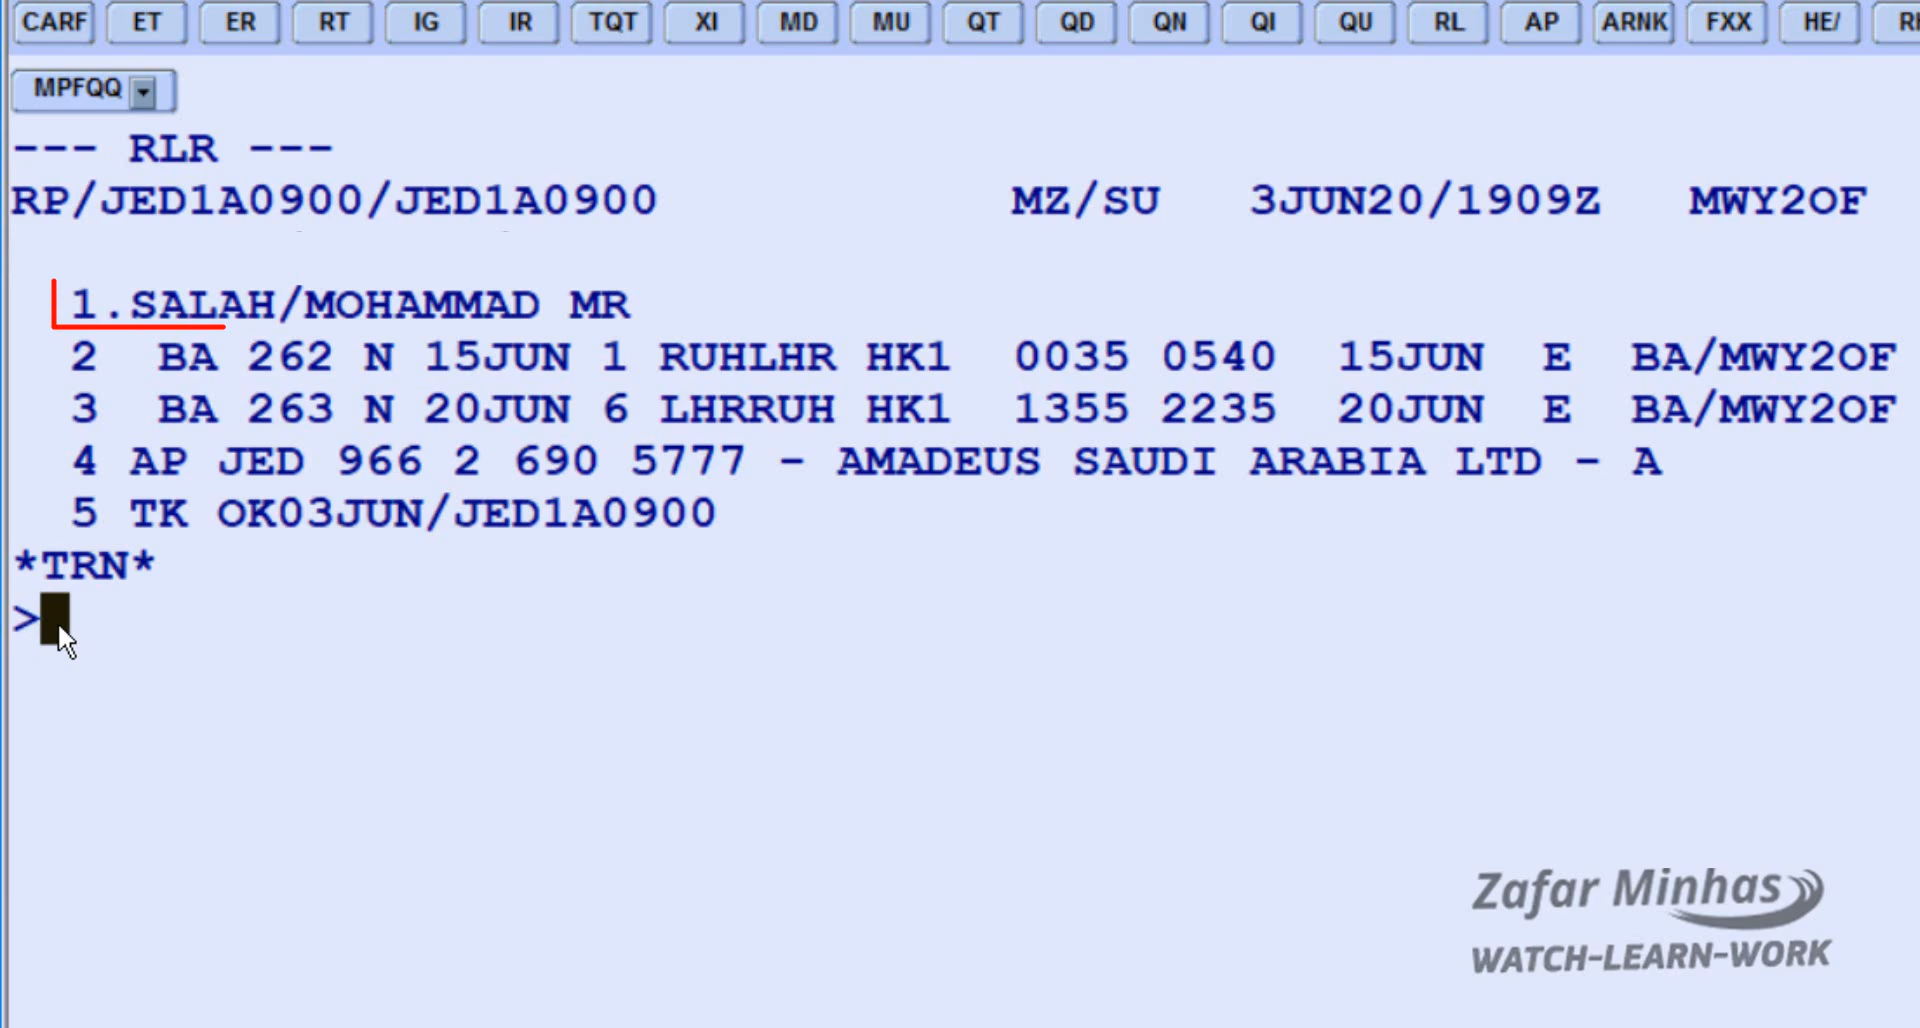 CARF ET ER RT IG IR TQT XI MD MU QT QD QN QI QU RL AP ARNK FXX HE/
MPFQQ
--- RLR ---
RP/JED1A0900/JED1A0900 MZ/SU 3JUN20/1909Z MWY2OF
1.SALAH/MOHAMMAD MR
2 BA 262 N 15JUN 1 RUHLHR HK1 0035 0540 15JUN E BA/MWY2OF
3 BA 263 N 20JUN 6 LHRRUH HK1 1355 2235 20JUN E BA/MWY2OF
4 AP JED 966 2 690 5777 - AMADEUS SAUDI ARABIA LTD - A
5 TK OK03JUN/JED1A0900
*TRN*
>
Zafar Minhas
WATCH-LEARN-WORK